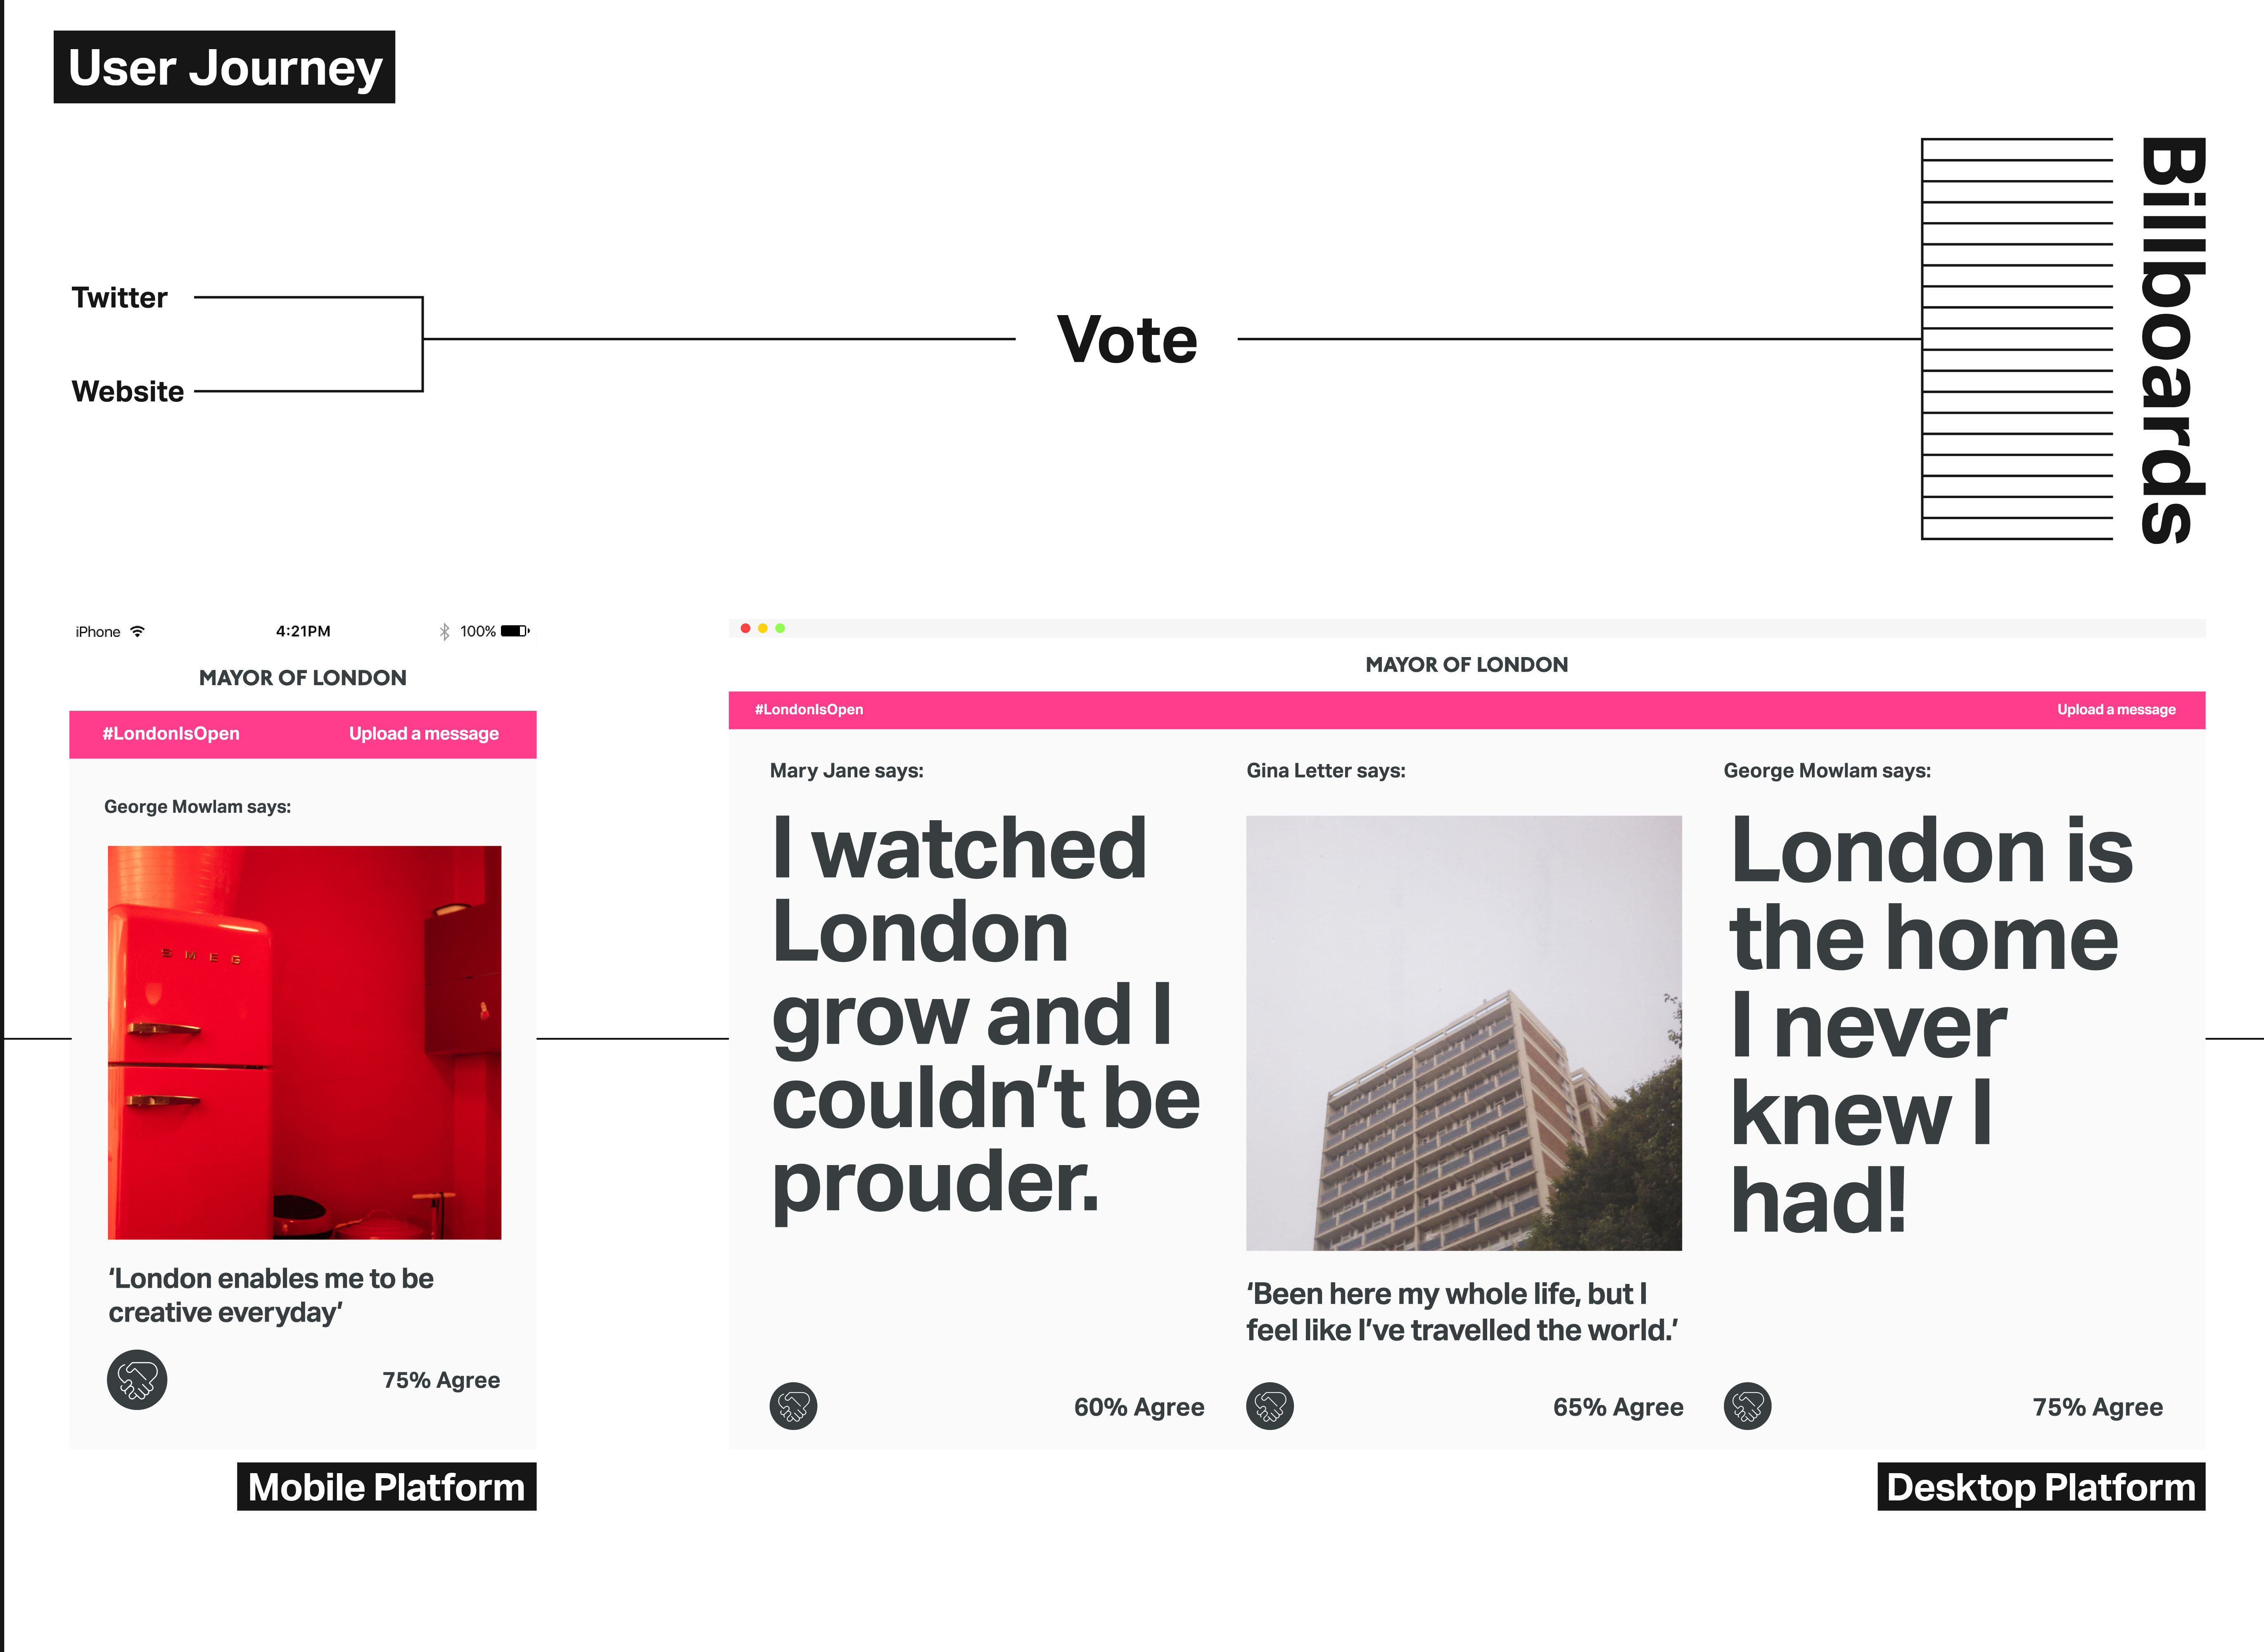 User Journey
Twitter
Website
Vote
Billboards
iPhone 4:21PM 100%
MAYOR OF LONDON
#LondonIsOpen Upload a message
George Mowlam says:
SMEG
‘London enables me to be
creative everyday’
75% Agree
Mobile Platform
MAYOR OF LONDON
#LondonIsOpen Upload a message
Mary Jane says:
I watched
London
grow and I
couldn’t be
prouder.
60% Agree
Gina Letter says:
‘Been here my whole life, but I
feel like I’ve travelled the world.’
65% Agree
George Mowlam says:
London is
the home
I never
knew I
had!
75% Agree
Desktop Platform